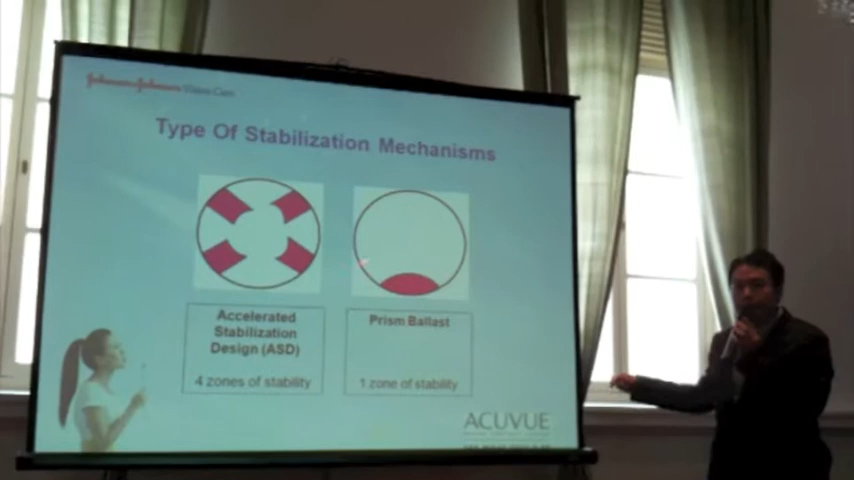 Johnson & Johnson Vision Care
Type Of Stabilization Mechanisms
Accelerated
Stabilization
Design (ASD)
4 zones of stability
Prism Ballast
1 zone of stability
ACUVUE